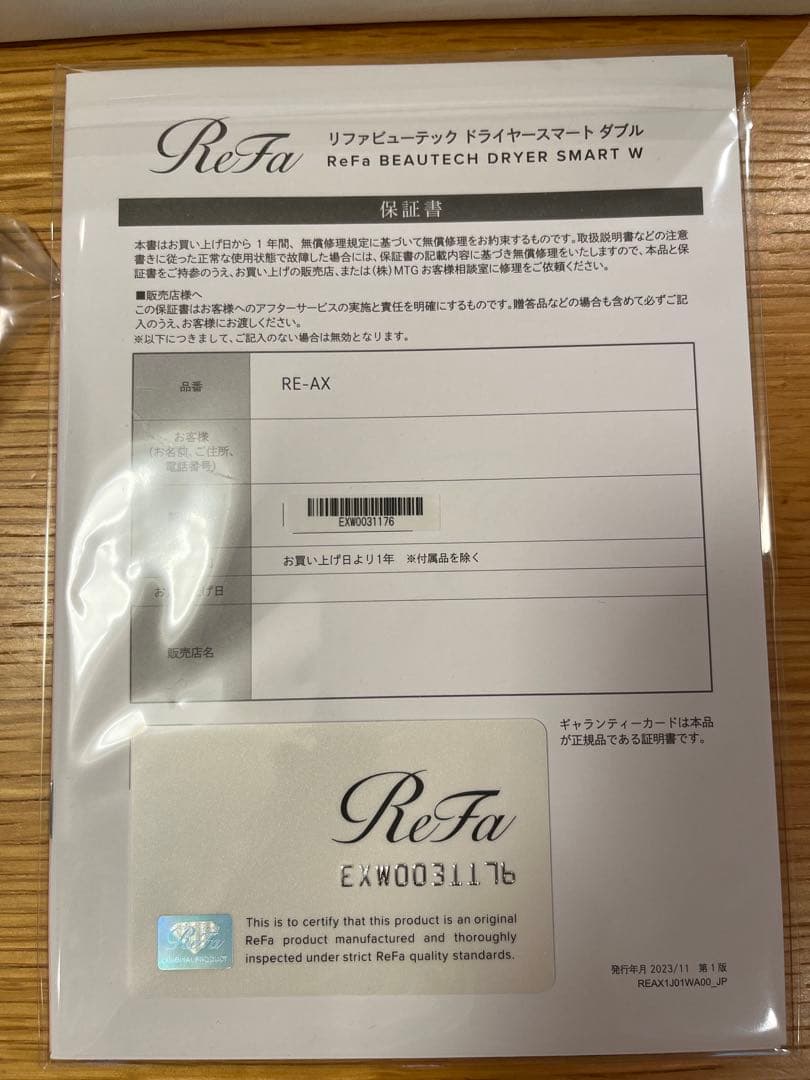 ReFa
リファビューテック ドライヤースマート ダブル
ReFa BEAUTECH DRYER SMART W
保証書
本書はお買い上げ日から 1 年間、無償修理規定に基づいて無償修理をお約束するものです。取扱説明書などの注意
書きに従った正常な使用状態で故障した場合には、保証書の記載内容に基づき無償修理をいたしますので、本品と保
証書をご持参のうえ、お買い上げの販売店、または(株)MTG お客様相談室に修理をご依頼ください。
■販売店様へ
この保証書はお客様へのアフターサービスの実施と責任を明確にするものです。贈答品などの場合も含めて必ずご記
入のうえ、お客様にお渡しください。
※以下につきまして、ご記入のない場合は無効となります。
品番
RE-AX
お客様
(お名前、ご住所、
電話番号)
EXW0031176
お買い上げ日より1年 ※付属品を除く
販売店名
ギャランティーカードは本品
が正規品である証明書です。
ReFa
EXW0031176
This is to certify that this product is an original
ReFa product manufactured and thoroughly
inspected under strict ReFa quality standards.
ReFa
ORIGINAL PRODUCT
発行年月 2023/11 第1版
REAX1J01WA00_JP